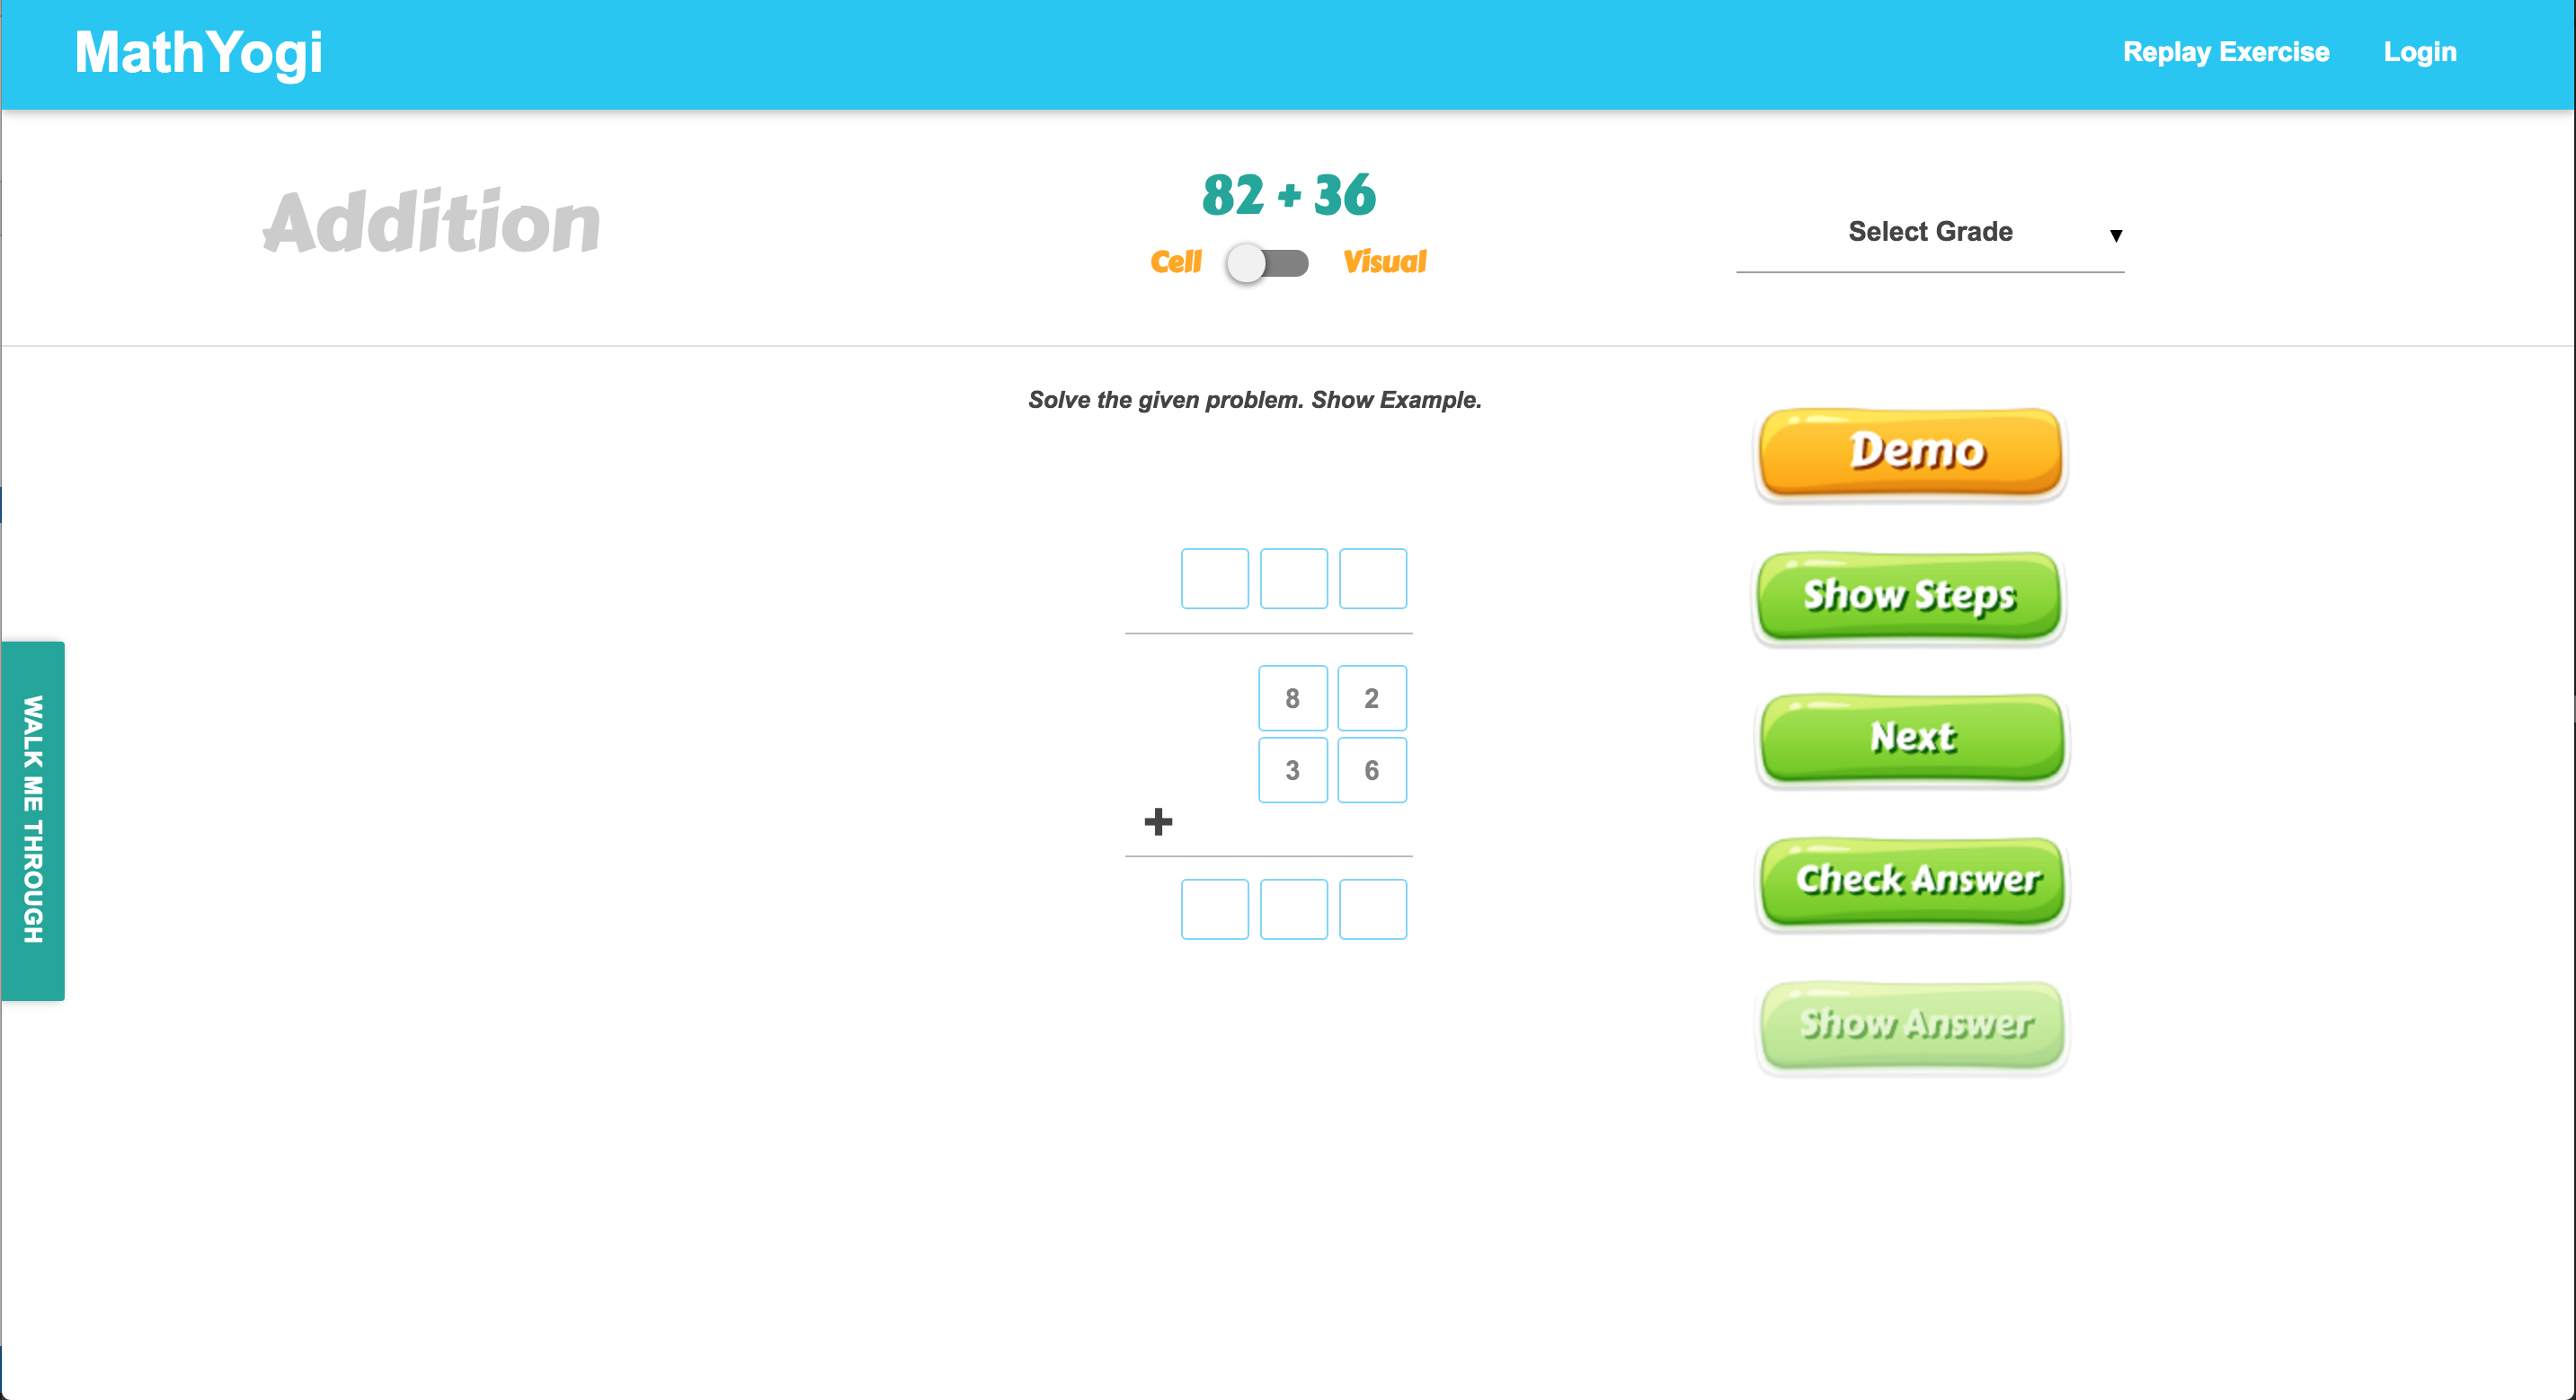 MathYogi
Replay Exercise Login
Addition
82 + 36
Cell Visual
Select Grade ▼
Solve the given problem. Show Example.
Demo
Show Steps
8 2
3 6
+
Next
Check Answer
Show Answer
WALK ME THROUGH